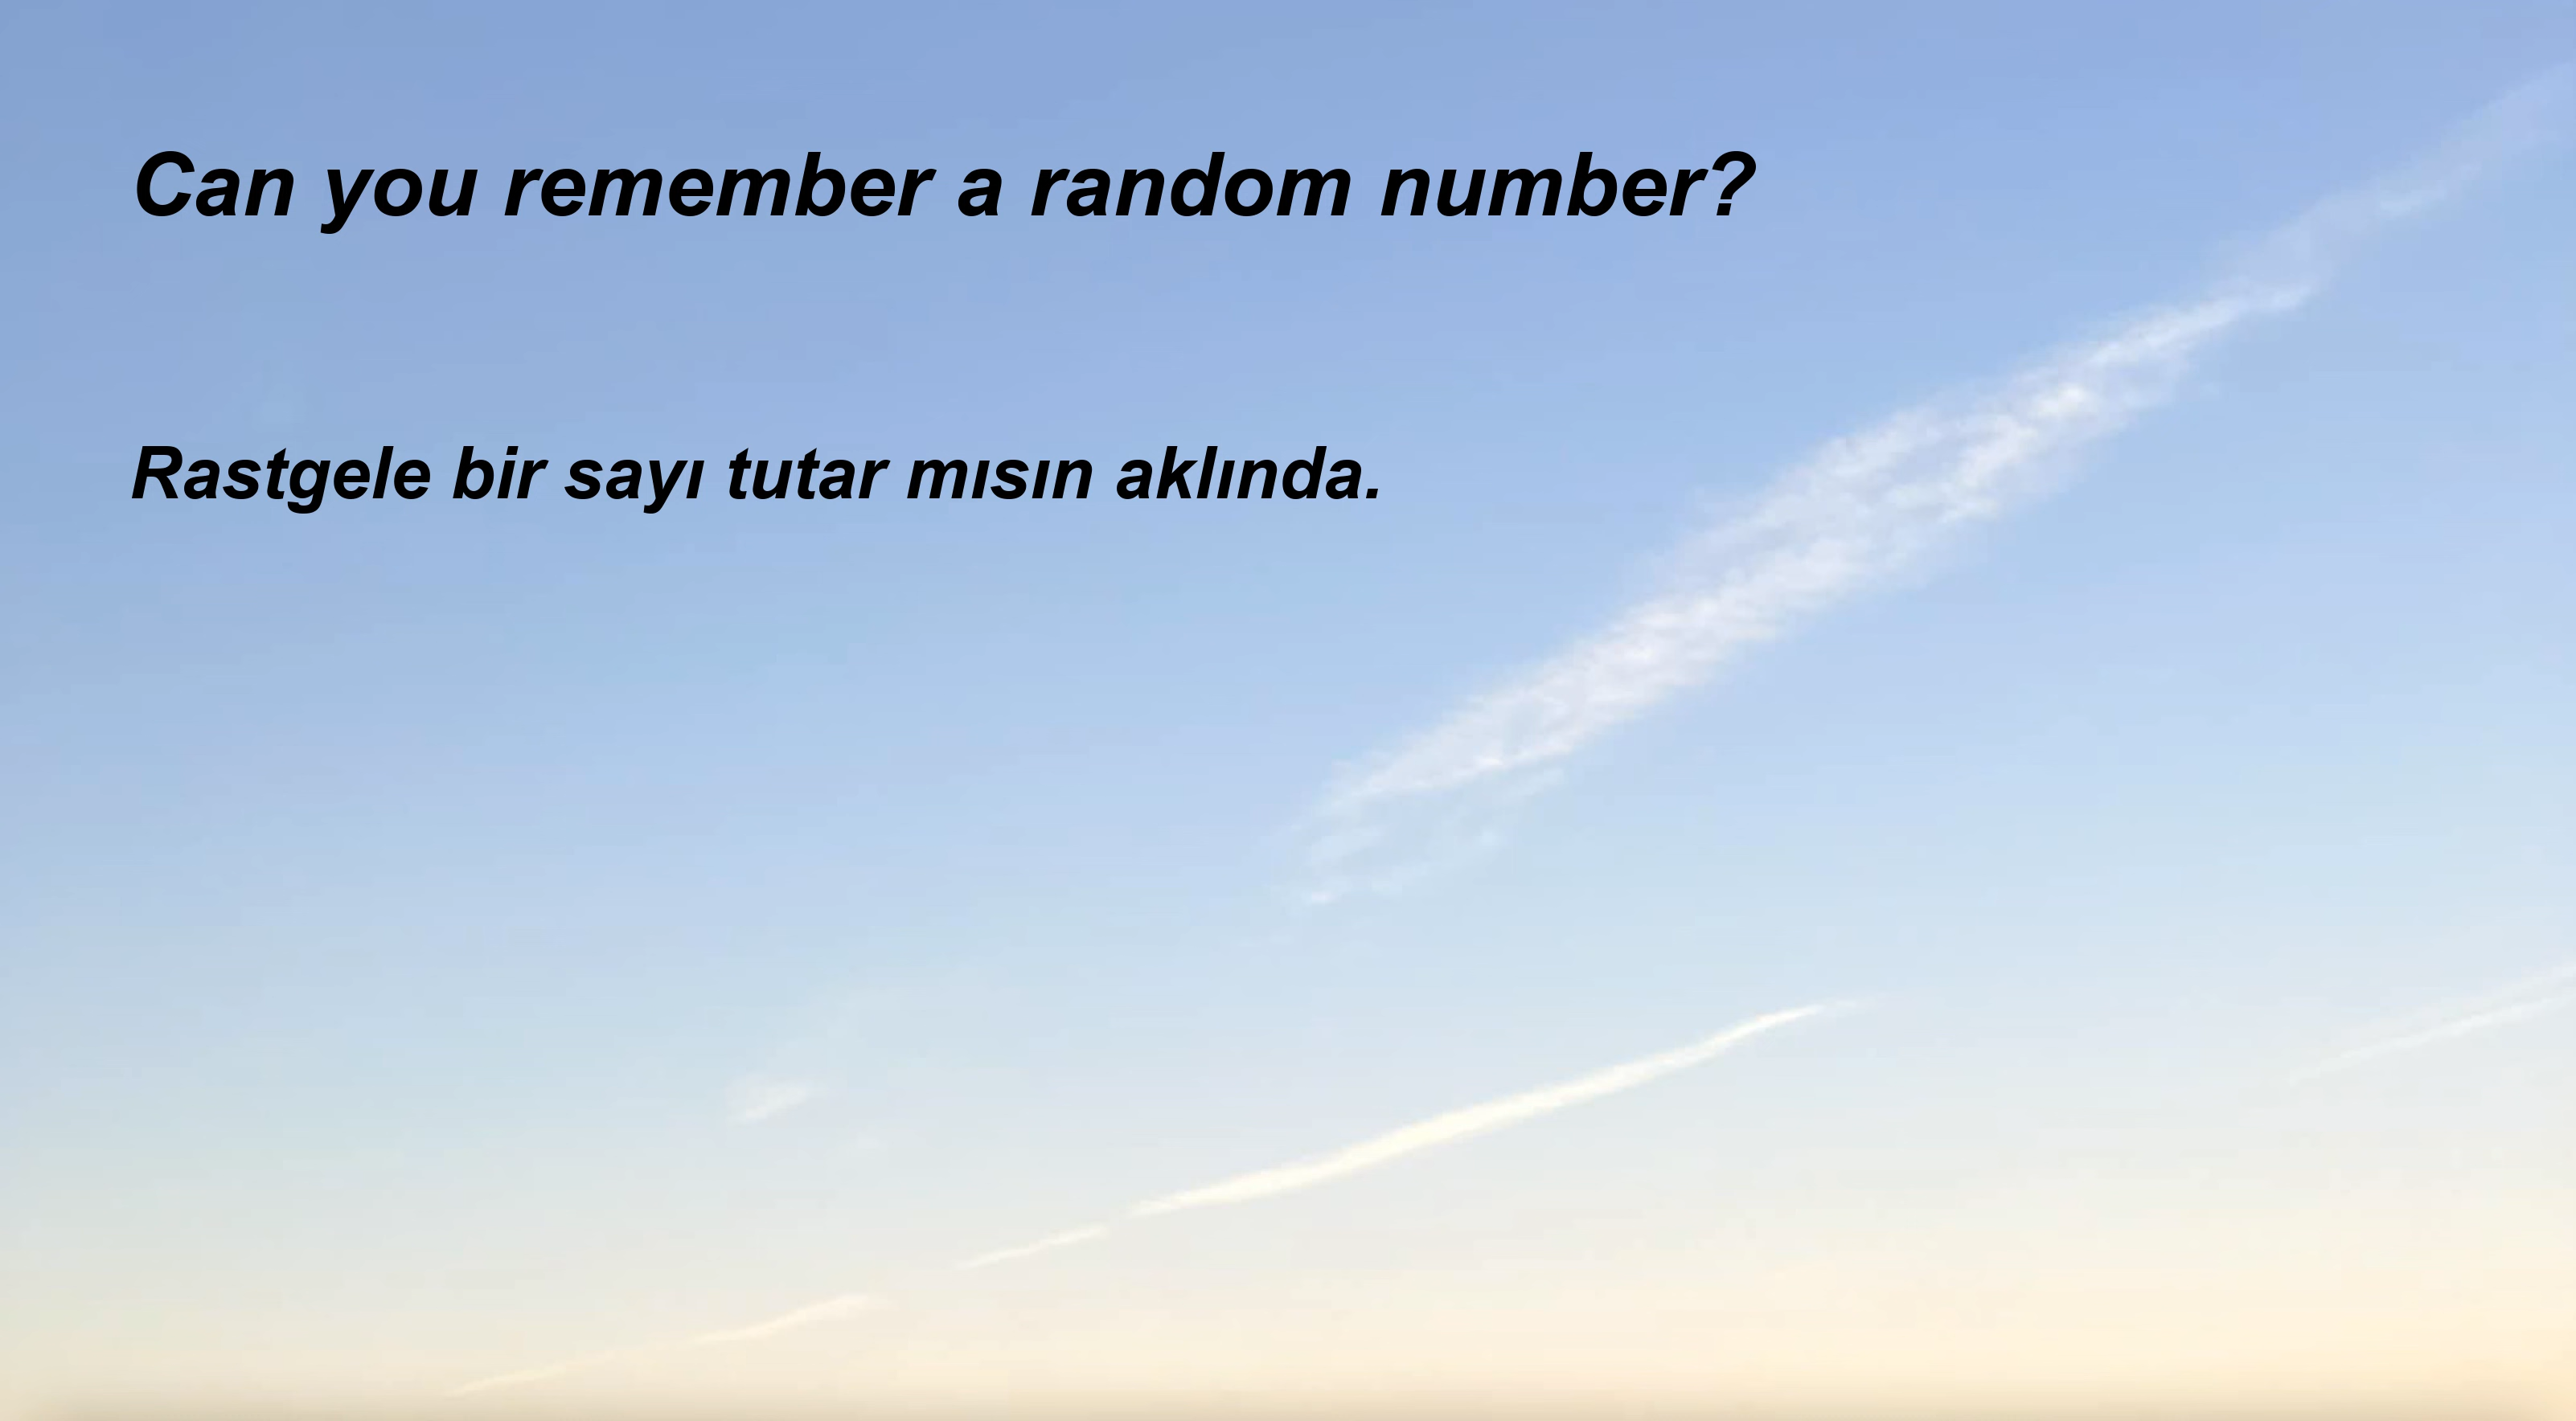 Can you remember a random number?
Rastgele bir sayı tutar mısın aklında.